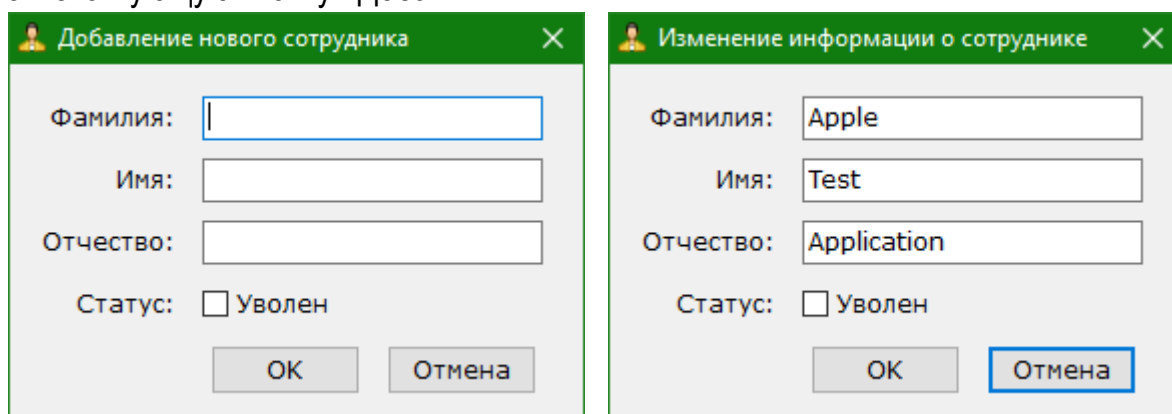 Добавление нового сотрудника
Фамилия:
Имя:
Отчество:
Статус: Уволен
OK Отмена
Изменение информации о сотруднике
Фамилия: Apple
Имя: Test
Отчество: Application
Статус: Уволен
OK Отмена